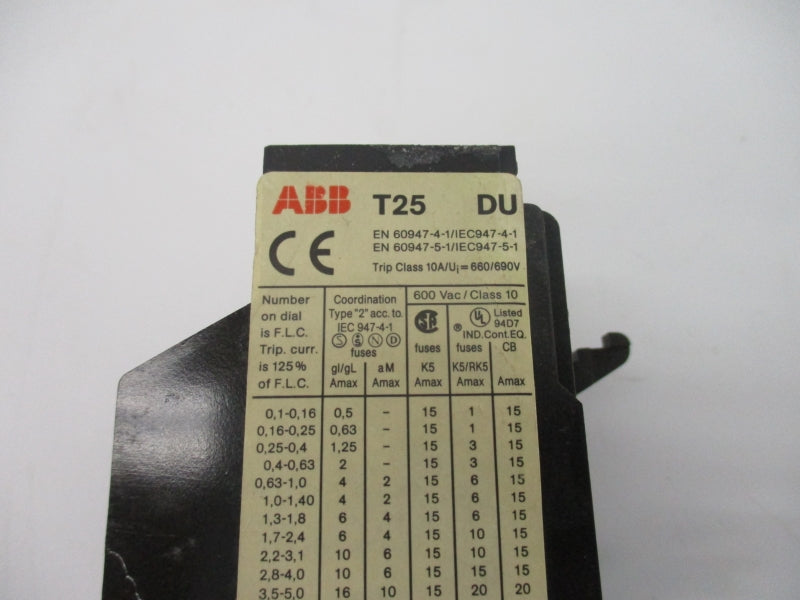 ABB T25 DU
EN 60947-4-1/IEC947-4-1
EN 60947-5-1/IEC947-5-1
CE
Trip Class 10A/Ui=660/690V
Number on dial is F.L.C. Trip. curr. is 125% of F.L.C.
Coordination Type "2" acc. to. IEC 947-4-1
S N D
fuses
gl/gL Amax
aM Amax
600 Vac/Class 10
fuses K5 Amax
UL Listed 94D7
® IND.Cont.EQ.
fuses K5/RK5 Amax
CB Amax
0,1-0,16 0,5 – 15 1 15
0,16-0,25 0,63 – 15 1 15
0,25-0,4 1,25 – 15 3 15
0,4-0,63 2 – 15 3 15
0,63-1,0 4 2 15 6 15
1,0-1,40 4 2 15 6 15
1,3-1,8 6 4 15 6 15
1,7-2,4 6 4 15 10 15
2,2-3,1 10 6 15 10 15
2,8-4,0 10 6 15 15 15
3,5-5,0 16 10 15 20 20